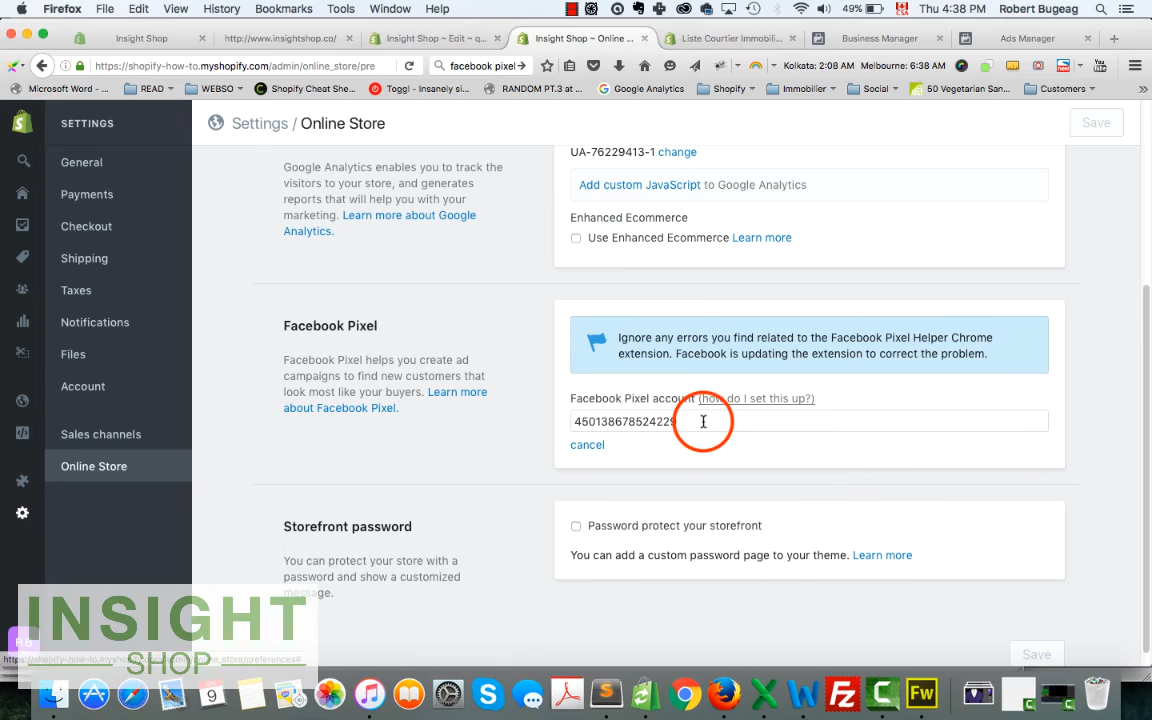 Firefox File Edit View History Bookmarks Tools Window Help 49% Thu 4:38 PM Robert Bugeag
Insight Shop × http://www.insightshop.co/ × Insight Shop ~ Edit ~ q... × Insight Shop ~ Online ... × Liste Courtier Immobili... × Business Manager × Ads Manager × +
https://shopify-how-to.myshopify.com/admin/online_store/pre facebook pixel Kolkata: 2:08 AM Melbourne: 6:38 AM
Microsoft Word - ... READ WEBSO Shopify Cheat She... Toggl - Insanely si... RANDOM PT.3 at ... Google Analytics Shopify Immobilier Social 50 Vegetarian San... Customers
SETTINGS
General
Payments
Checkout
Shipping
Taxes
Notifications
Files
Account
Sales channels
Online Store
Settings / Online Store
Save
Google Analytics enables you to track the
visitors to your store, and generates
reports that will help you with your
marketing. Learn more about Google
Analytics.
UA-76229413-1 change
Add custom JavaScript to Google Analytics
Enhanced Ecommerce
Use Enhanced Ecommerce Learn more
Facebook Pixel
Facebook Pixel helps you create ad
campaigns to find new customers that
look most like your buyers. Learn more
about Facebook Pixel.
Ignore any errors you find related to the Facebook Pixel Helper Chrome
extension. Facebook is updating the extension to correct the problem.
Facebook Pixel account (how do I set this up?)
450138678524229
cancel
Storefront password
You can protect your store with a
password and show a customized
message.
Password protect your storefront
You can add a custom password page to your theme. Learn more
Save
INSIGHT
SHOP
9
Fw